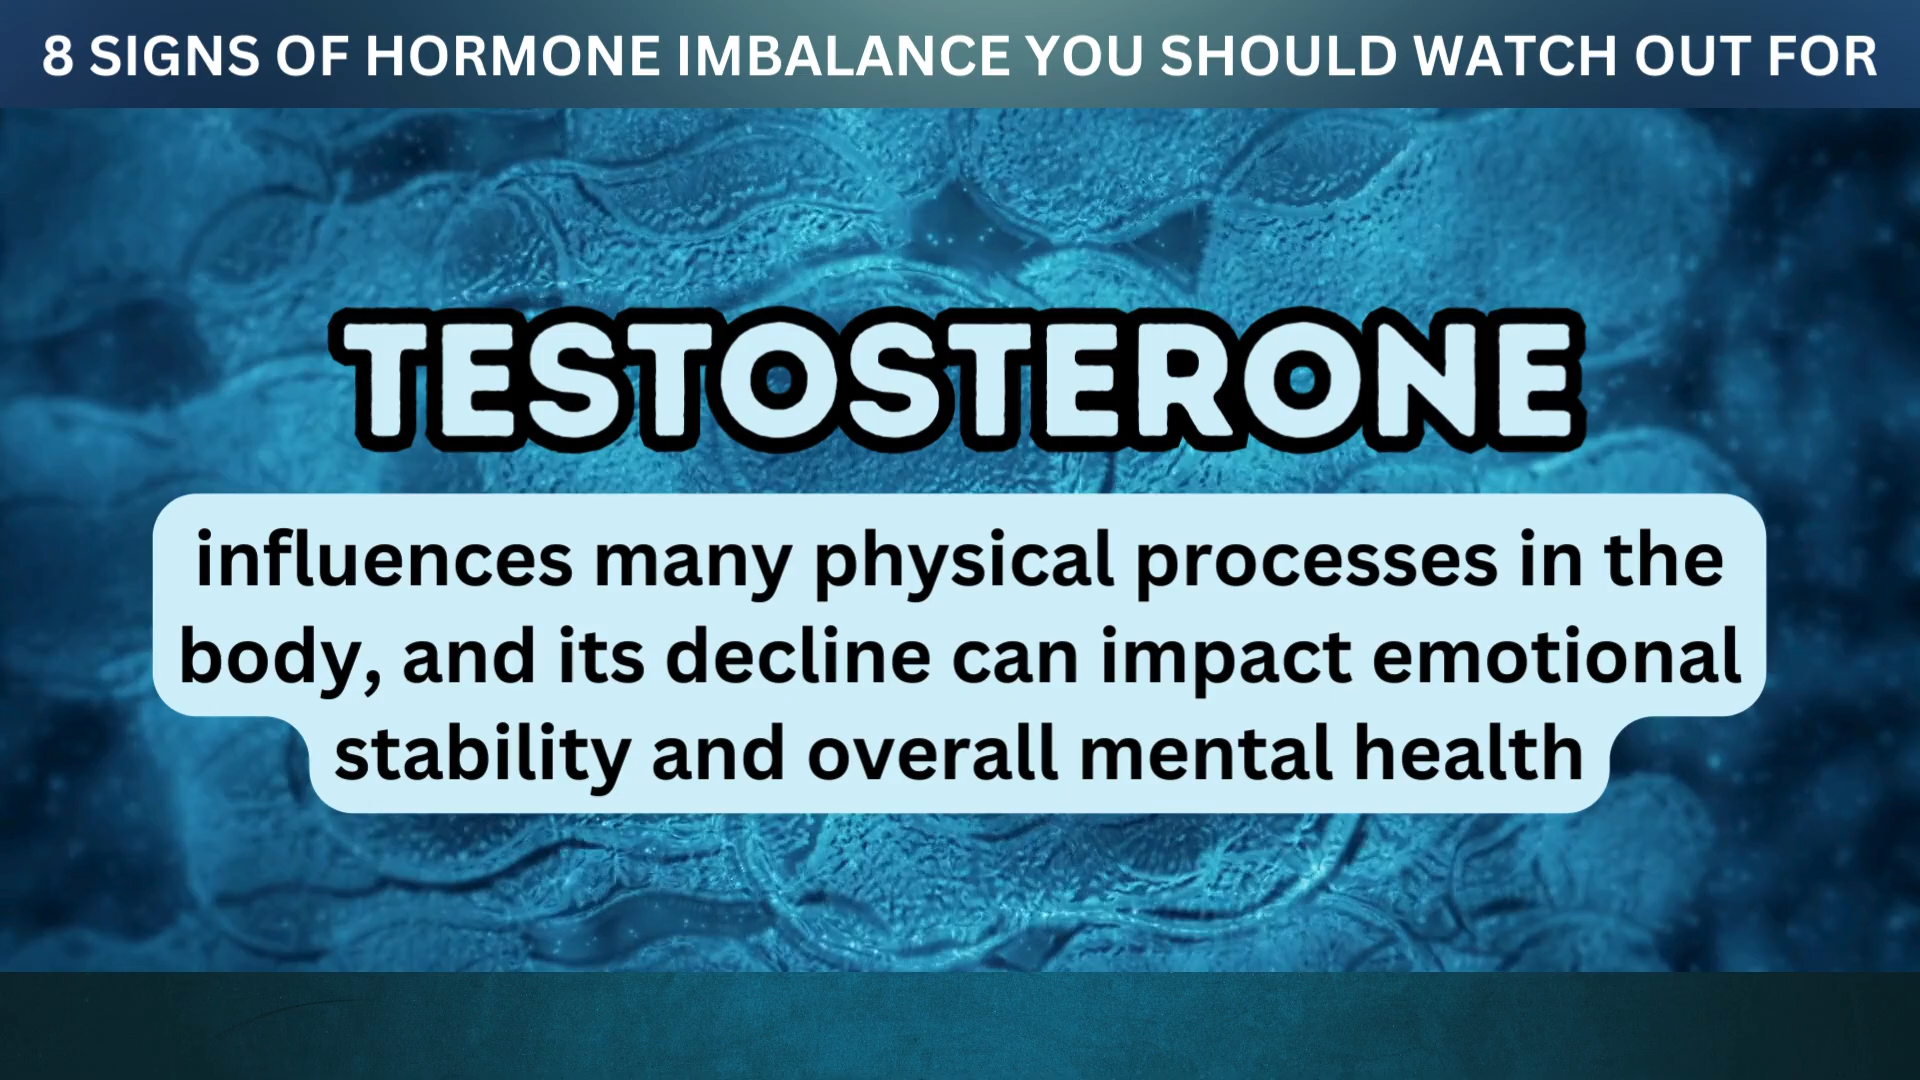 8 SIGNS OF HORMONE IMBALANCE YOU SHOULD WATCH OUT FOR
TESTOSTERONE
influences many physical processes in the
body, and its decline can impact emotional
stability and overall mental health